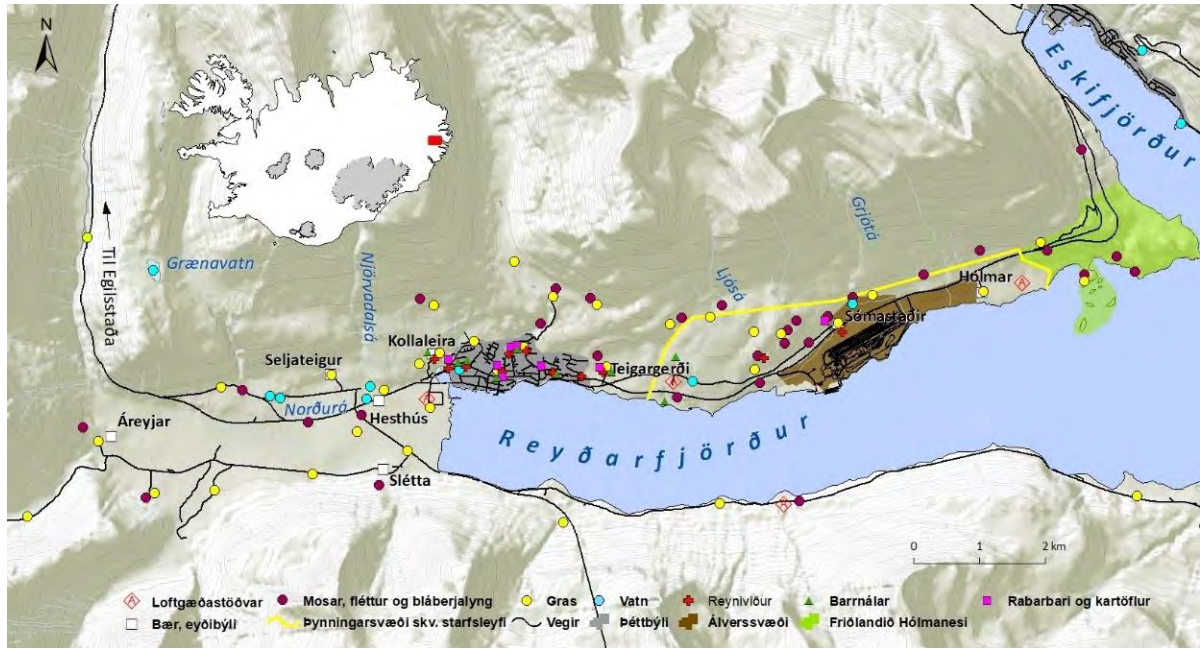 N
Eskifjörður
Til Egilsstaða
Grænavatn
Njörvadalsá
Ljósá
Grjótá
Hólmar
Sómastaðir
Kollaleira
Seljateigur
Teigargerði
Norðurá
Hesthús
Áreyjar
Slétta
Reyðarfjörður
0 1 2 km
A Loftgæðastöðvar
Mosar, fléttur og bláberjalyng
Gras
Vatn
Reyniviður
Barrnálar
Rabarbari og kartöflur
Bær, eyðibýli
Þynningarsvæði skv. starfsleyfi
Vegir
Þéttbýli
Álverssvæði
Friðlandið Hólmanesi